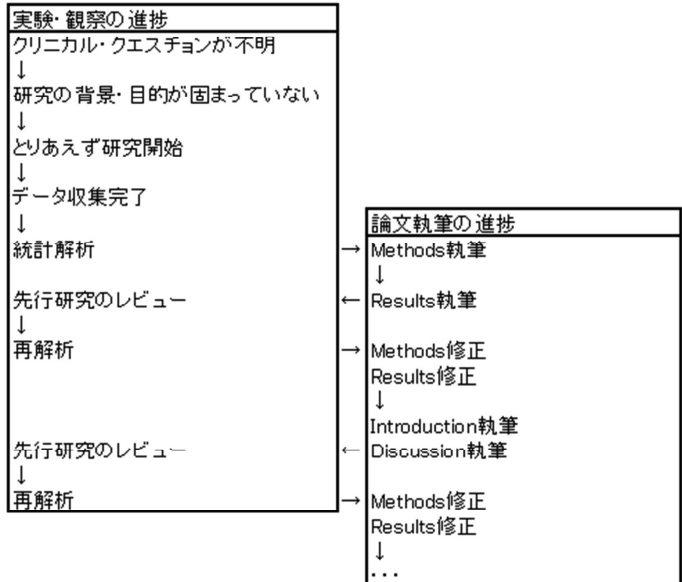 実験・観察の進捗
クリニカル・クエスチョンが不明
↓
研究の背景・目的が固まっていない
↓
とりあえず研究開始
↓
データ収集完了
↓
統計解析
→
先行研究のレビュー
←
↓
再解析
→
先行研究のレビュー
←
↓
再解析
→
論文執筆の進捗
Methods執筆
↓
Results執筆
Methods修正
Results修正
↓
Introduction執筆
Discussion執筆
Methods修正
Results修正
↓
・・・